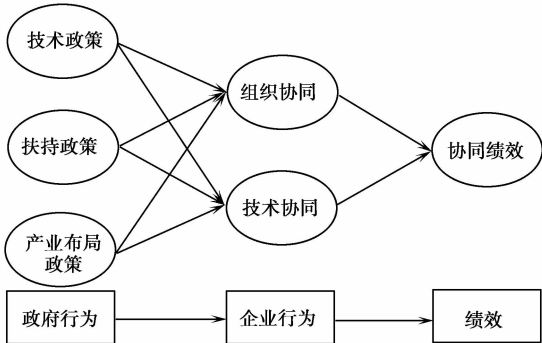 技术政策
组织协同
扶持政策
协同绩效
技术协同
产业布局
政策
政府行为
企业行为
绩效